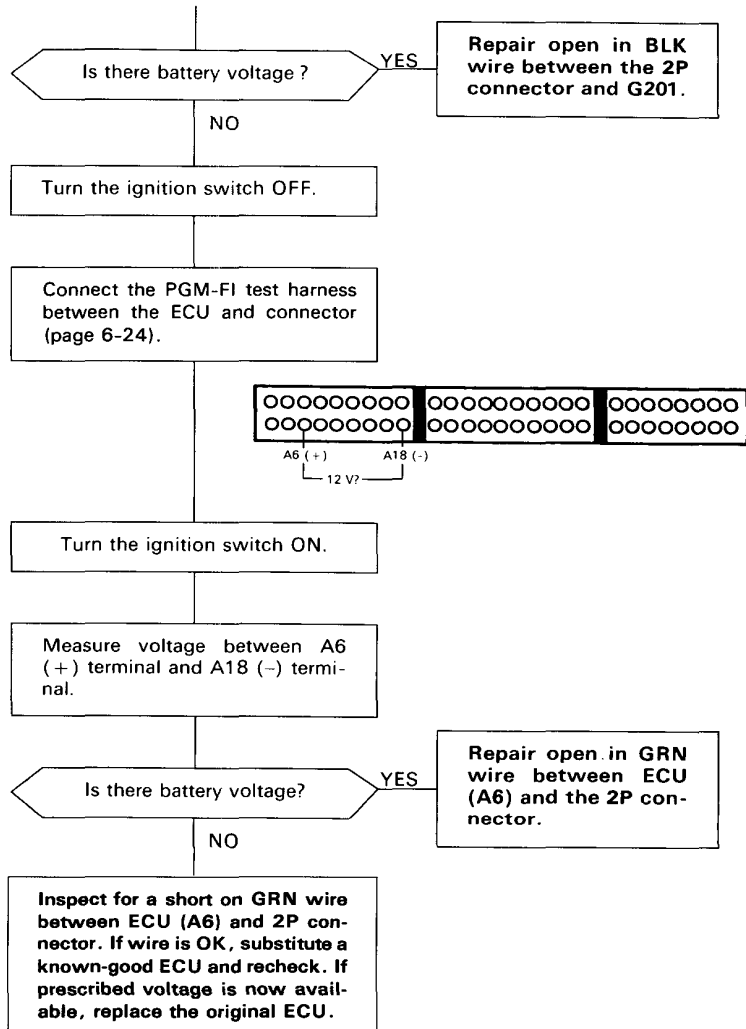 Is there battery voltage?
YES
Repair open in BLK
wire between the 2P
connector and G201.
NO
Turn the ignition switch OFF.
Connect the PGM-FI test harness
between the ECU and connector
(page 6-24).
A6 (+) A18 (-)
12 V?
Turn the ignition switch ON.
Measure voltage between A6
(+) terminal and A18 (-) termi-
nal.
Is there battery voltage?
YES
Repair open in GRN
wire between ECU
(A6) and the 2P con-
nector.
NO
Inspect for a short on GRN wire
between ECU (A6) and 2P con-
nector. If wire is OK, substitute a
known-good ECU and recheck. If
prescribed voltage is now avail-
able, replace the original ECU.